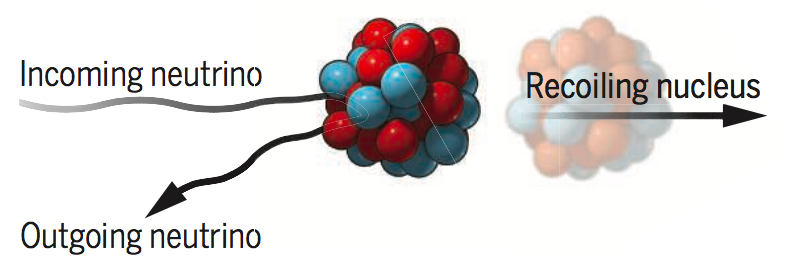 Incoming neutrino
Recoiling nucleus
Outgoing neutrino